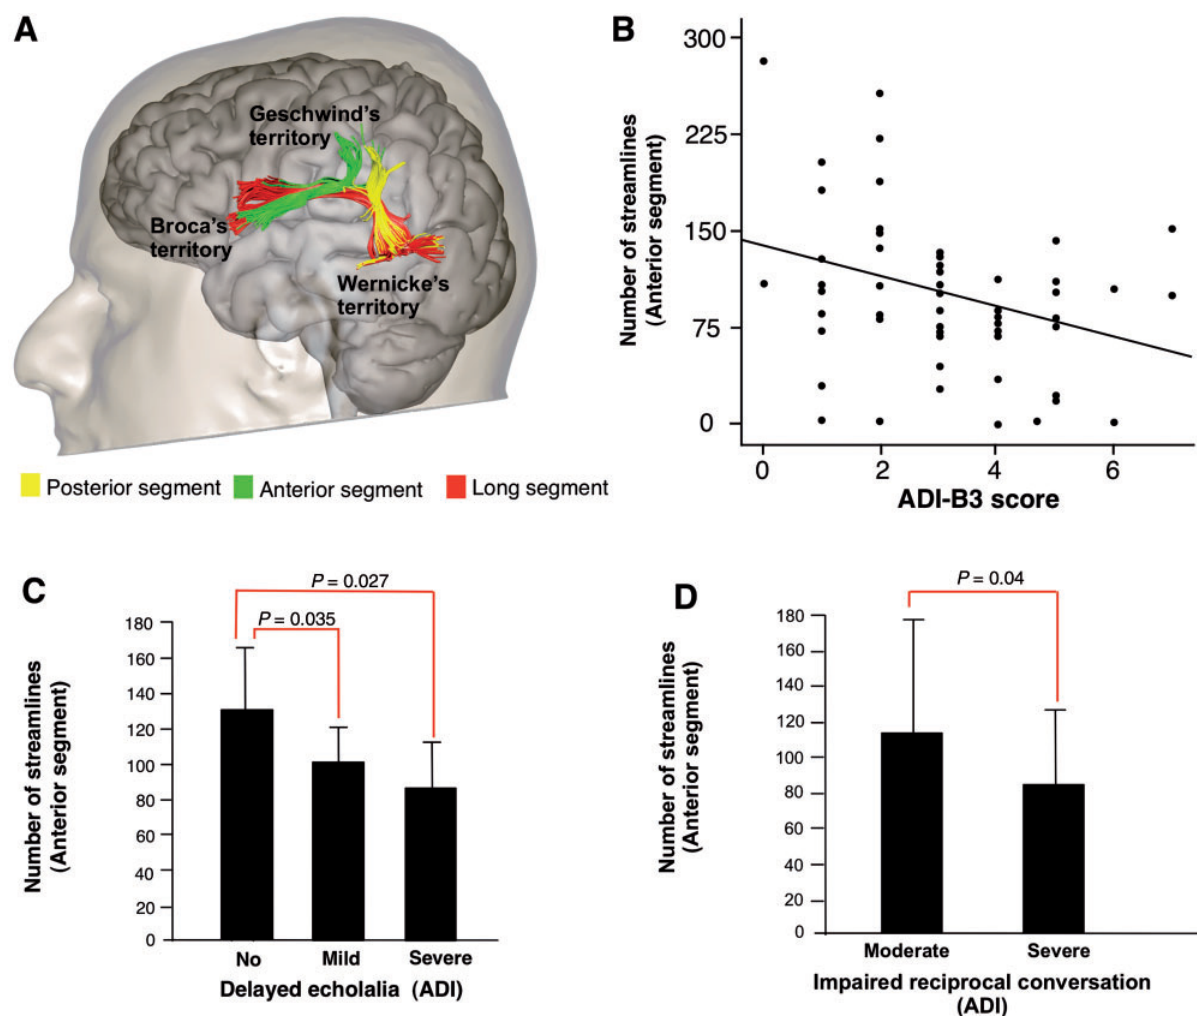 A
Geschwind's
territory
Broca's
territory
Wernicke's
territory
Posterior segment
Anterior segment
Long segment
B
Number of streamlines
(Anterior segment)
300
225
150
75
0
0
2
4
6
ADI-B3 score
C
P = 0.027
P = 0.035
Number of streamlines
(Anterior segment)
180
160
140
120
100
80
60
40
20
0
No
Mild
Severe
Delayed echolalia (ADI)
D
P = 0.04
Number of streamlines
(Anterior segment)
180
160
140
120
100
80
60
40
20
0
Moderate
Severe
Impaired reciprocal conversation
(ADI)